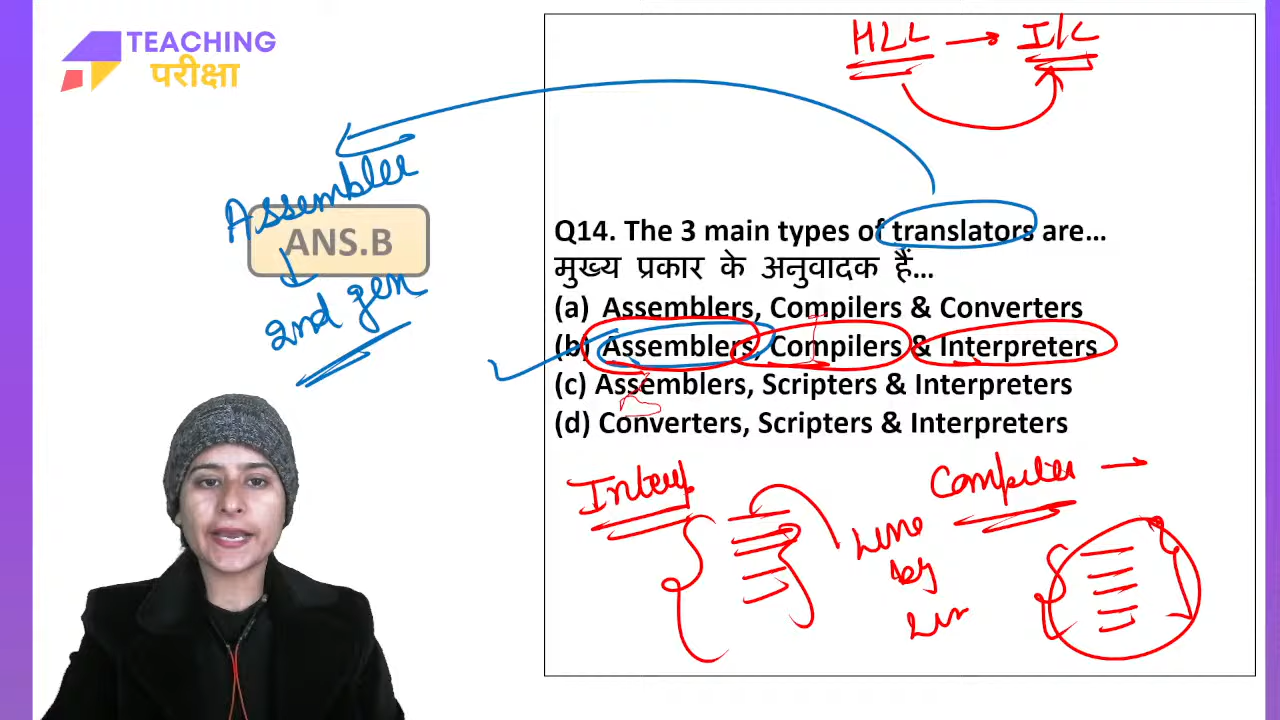 TEACHING
परीक्षा
HLL → I/L
Assembler
ANS.B
2nd gen
Q14. The 3 main types of translators are...
मुख्य प्रकार के अनुवादक हैं...
(a) Assemblers, Compilers & Converters
(b) Assemblers, Compilers & Interpreters
(c) Assemblers, Scripters & Interpreters
(d) Converters, Scripters & Interpreters
Interp
Compiler →
Line
by
Lin